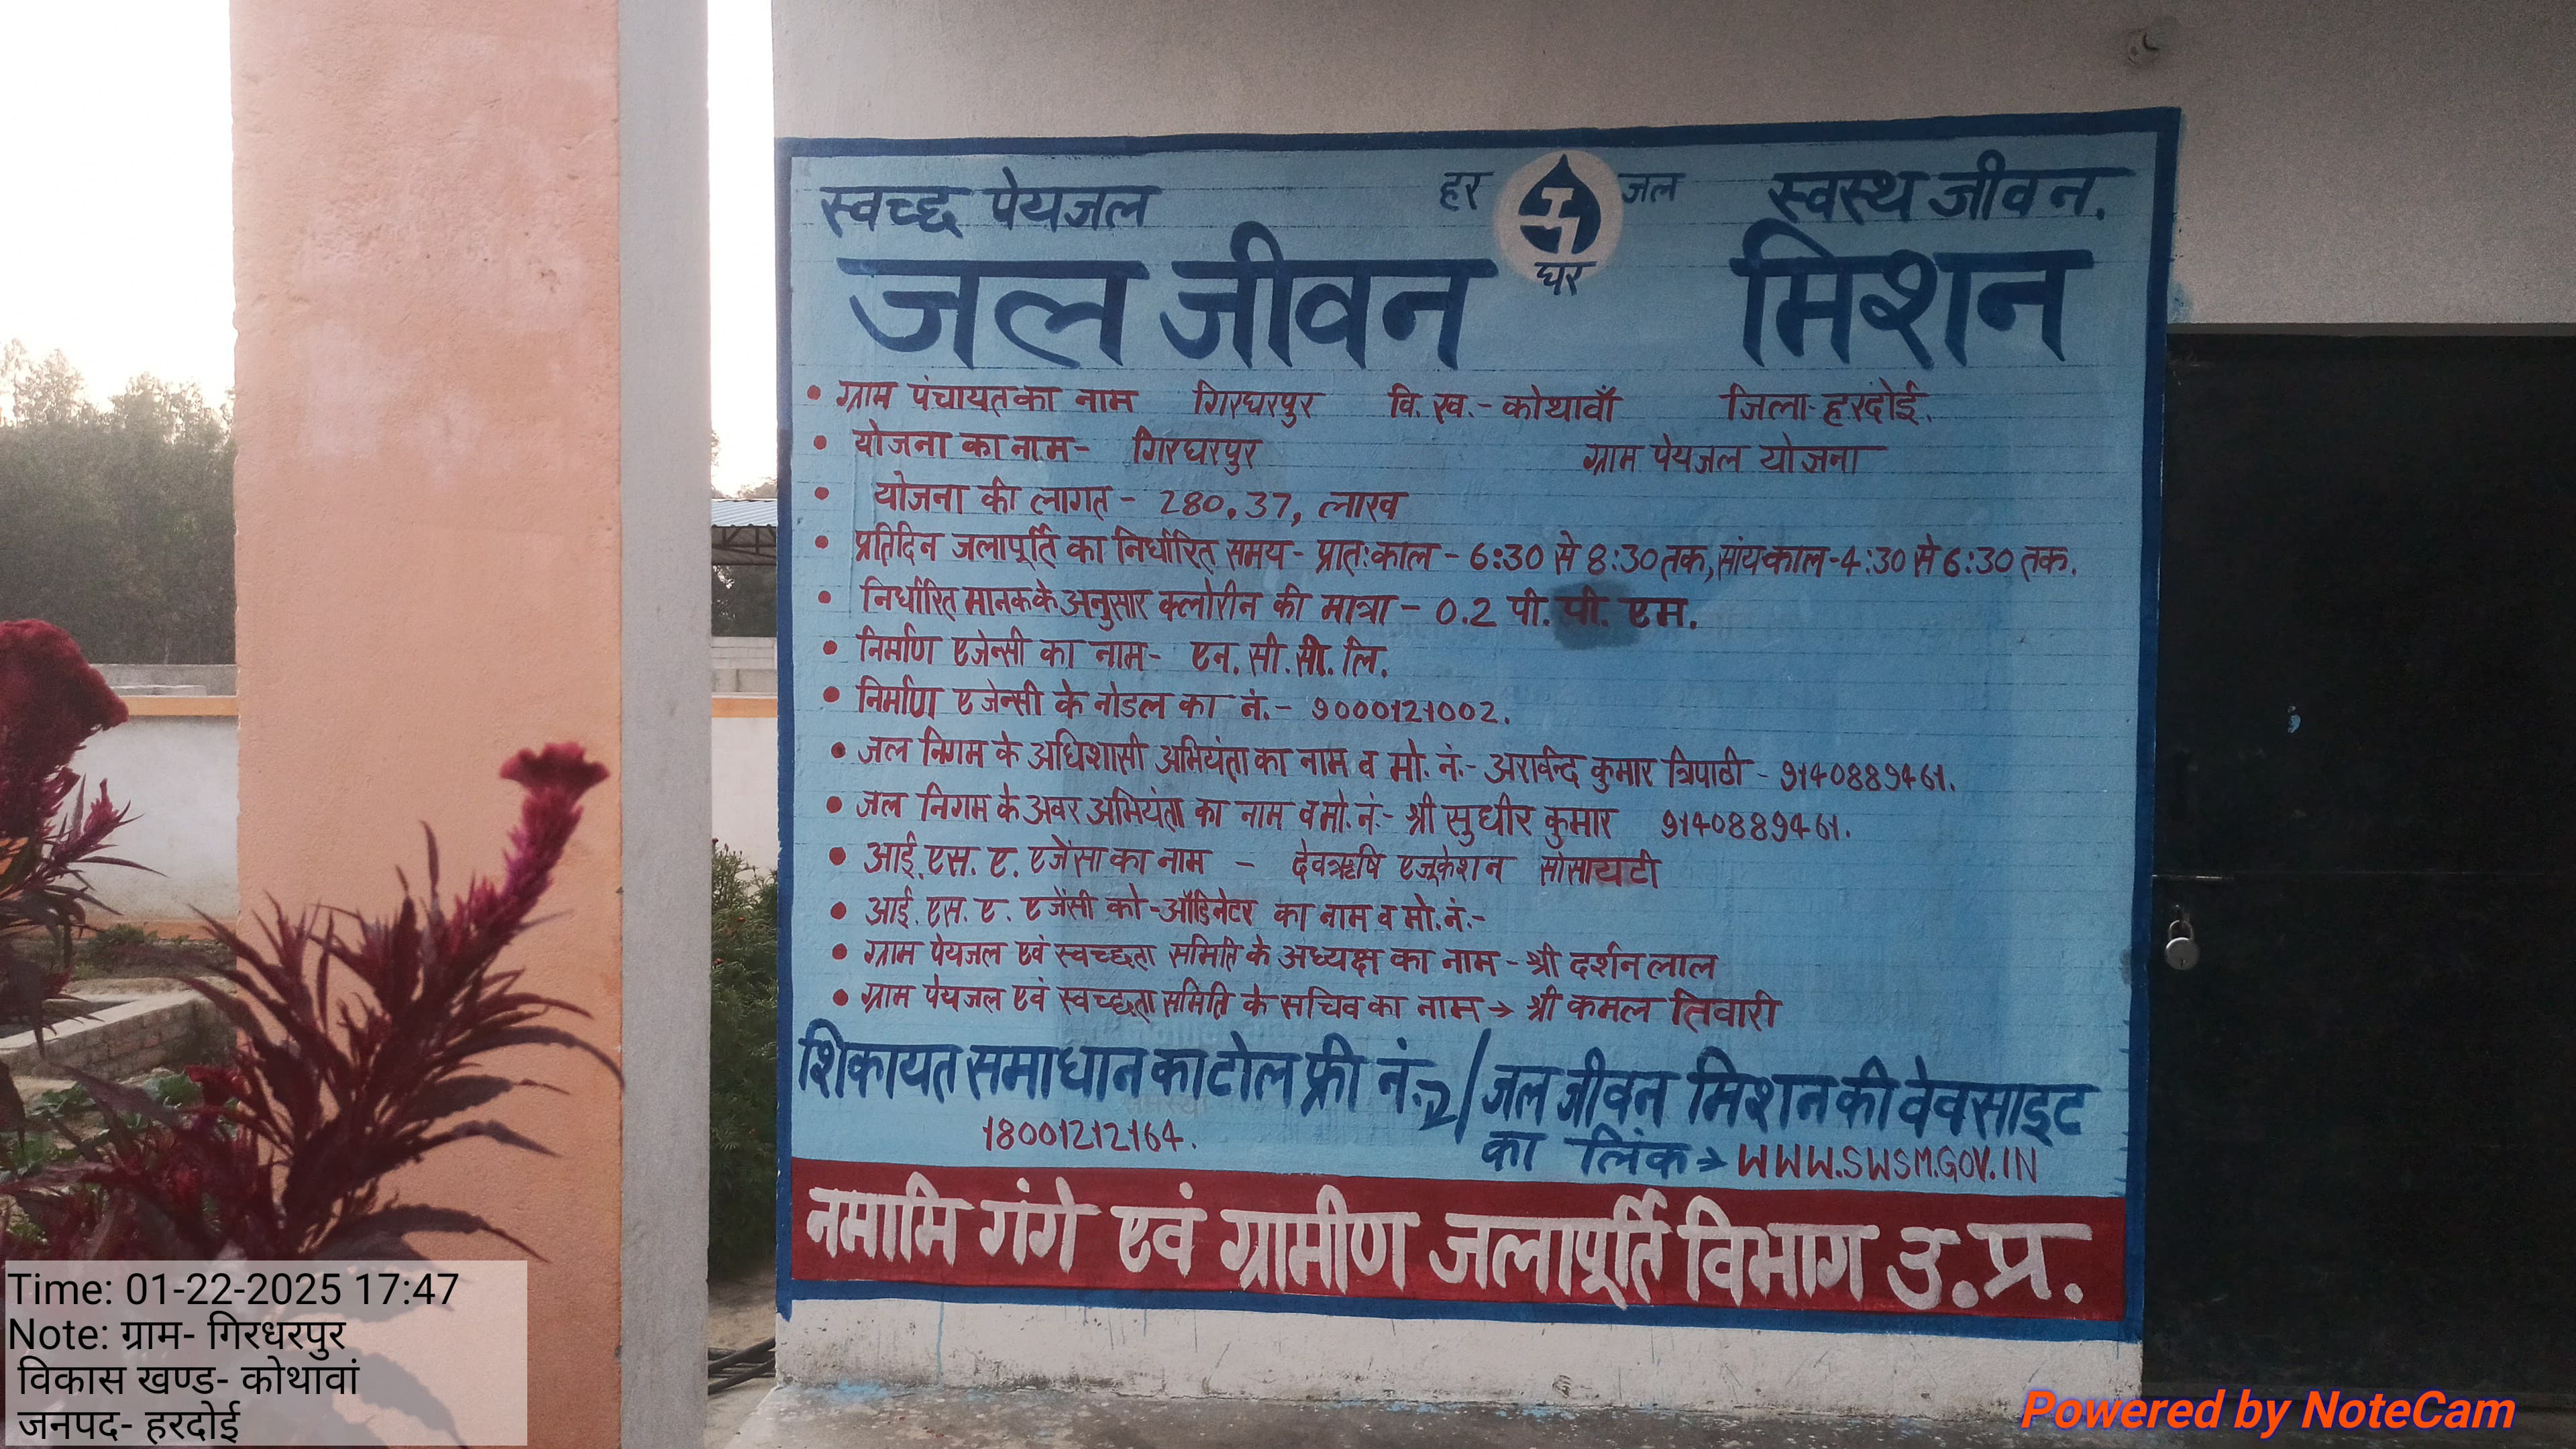 स्वच्छ पेयजल हर जल घर स्वस्थ जीवन.
जल जीवन मिशन
• ग्राम पंचायत का नाम गिरधरपुर वि. ख.- कोथावाँ जिला- हरदोई.
• योजना का नाम- गिरधरपुर ग्राम पेयजल योजना
• योजना की लागत - 280.37, लाख
• प्रतिदिन जलापूर्ति का निर्धारित समय - प्रातःकाल - 6:30 से 8:30 तक, सांयकाल-4:30 से 6:30 तक.
• निर्धारित मानक के अनुसार क्लोरीन की मात्रा - 0.2 पी. पी. एम.
• निर्माण एजेन्सी का नाम- एन. सी. सी. लि.
• निर्माण एजेन्सी के नोडल का नं.- 9000121002.
• जल निगम के अधिशासी अभियंता का नाम व मो. नं.- अरविन्द कुमार त्रिपाठी - 9140889461.
• जल निगम के अवर अभियंता का नाम व मो. नं.- श्री सुधीर कुमार 9140889461.
• आई. एस. ए. एजेंसा का नाम - देवऋषि एजूकेशन सोसायटी
• आई. एस. ए. एजेंसी को-ऑडिनेटर का नाम व मो. नं.-
• ग्राम पेयजल एवं स्वच्छता समिति के अध्यक्ष का नाम - श्री दर्शन लाल
• ग्राम पेयजल एवं स्वच्छता समिति के सचिव का नाम → श्री कमल तिवारी
शिकायत समाधान का टोल फ्री नं.
18001212164.
जल जीवन मिशन की वेवसाइट
का लिंक → WWW.SWSM.GOV.IN
नमामि गंगे एवं ग्रामीण जलापूर्ति विभाग उ.प्र.
Time: 01-22-2025 17:47
Note: ग्राम- गिरधरपुर
विकास खण्ड- कोथावां
जनपद- हरदोई
Powered by NoteCam